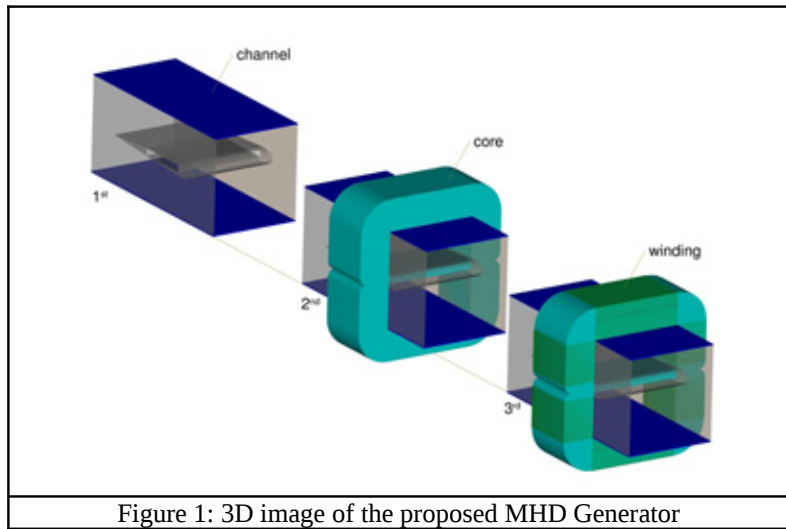 channel
1st
core
2nd
winding
3rd
Figure 1: 3D image of the proposed MHD Generator